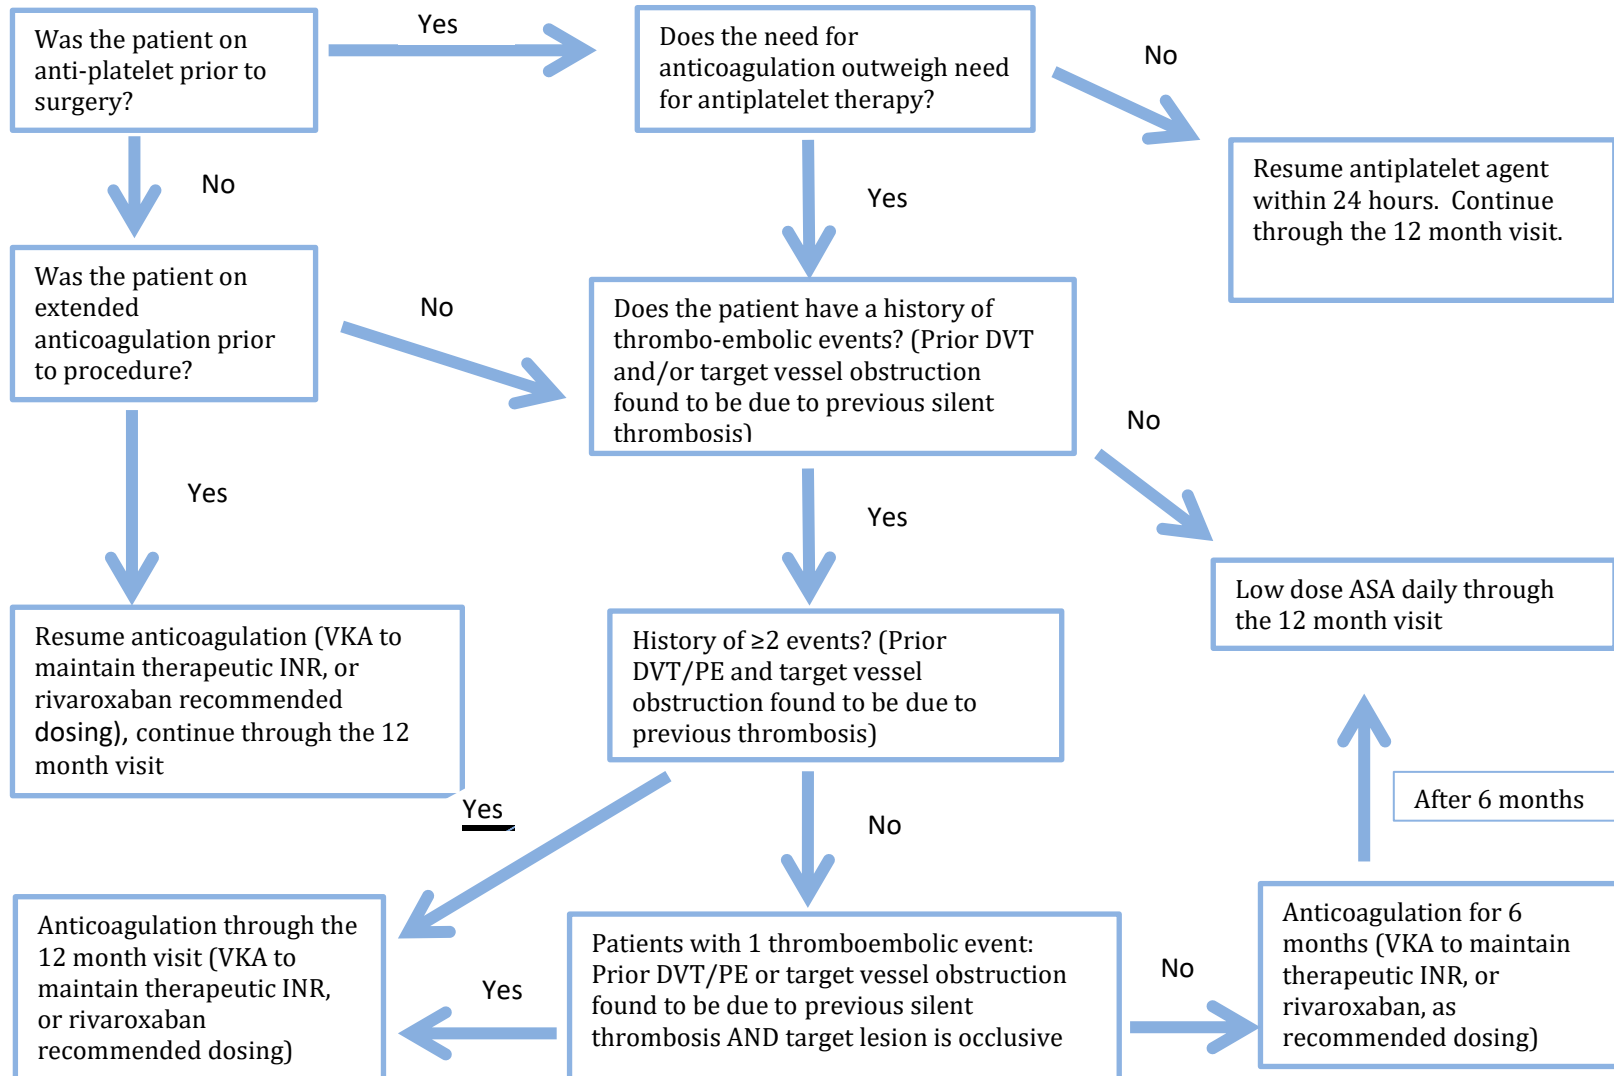 Was the patient on
anti-platelet prior to
surgery?
Yes
Does the need for
anticoagulation outweigh need
for antiplatelet therapy?
No
Resume antiplatelet agent
within 24 hours.  Continue
through the 12 month visit.
No
Yes
Was the patient on
extended
anticoagulation prior
to procedure?
No
Does the patient have a history of
thrombo-embolic events? (Prior DVT
and/or target vessel obstruction
found to be due to previous silent
thrombosis)
No
Yes
Yes
Low dose ASA daily through
the 12 month visit
Resume anticoagulation (VKA to
maintain therapeutic INR, or
rivaroxaban recommended
dosing), continue through the 12
month visit
History of ≥2 events? (Prior
DVT/PE and target vessel
obstruction found to be due to
previous thrombosis)
After 6 months
Yes
No
Anticoagulation through the
12 month visit (VKA to
maintain therapeutic INR,
or rivaroxaban
recommended dosing)
Yes
Patients with 1 thromboembolic event:
Prior DVT/PE or target vessel obstruction
found to be due to previous silent
thrombosis AND target lesion is occlusive
No
Anticoagulation for 6
months (VKA to maintain
therapeutic INR, or
rivaroxaban, as
recommended dosing)